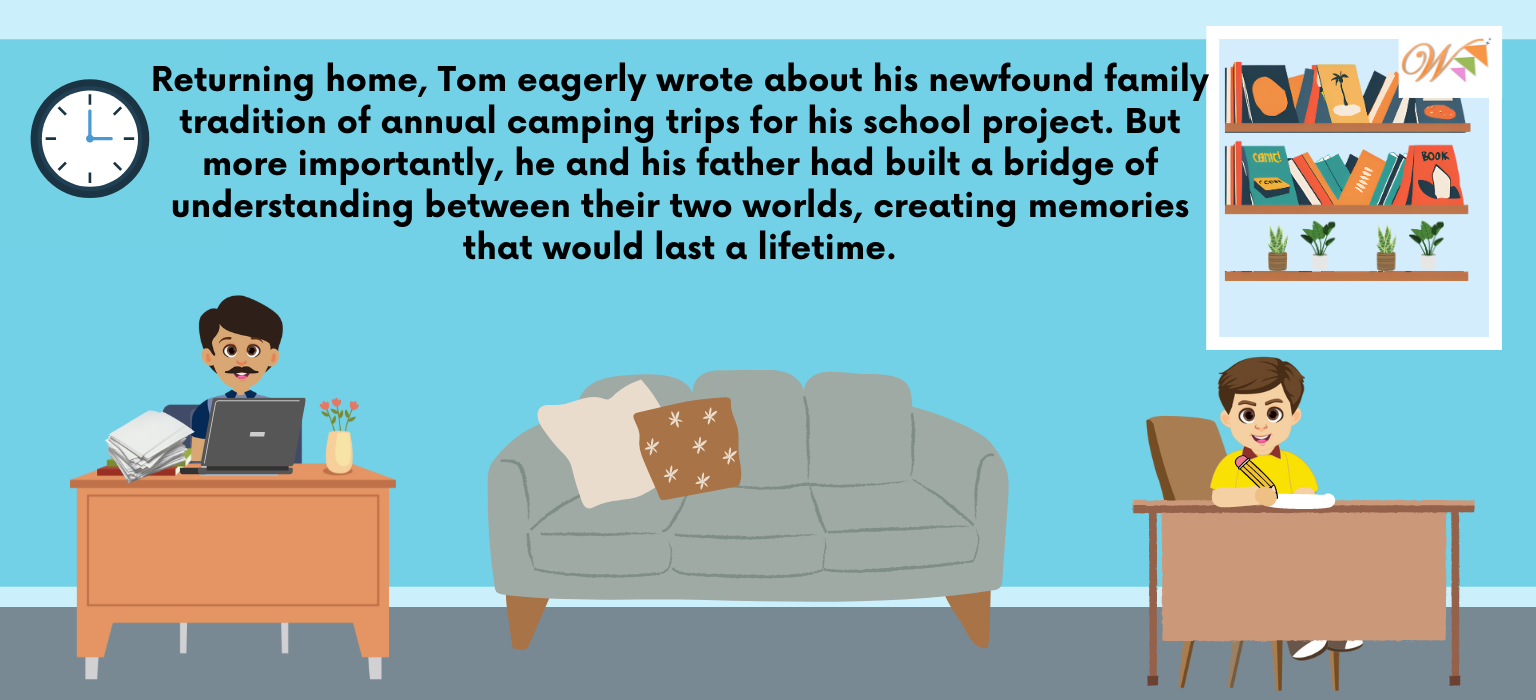 Returning home, Tom eagerly wrote about his newfound family
tradition of annual camping trips for his school project. But
more importantly, he and his father had built a bridge of
understanding between their two worlds, creating memories
that would last a lifetime.
W
BOOK